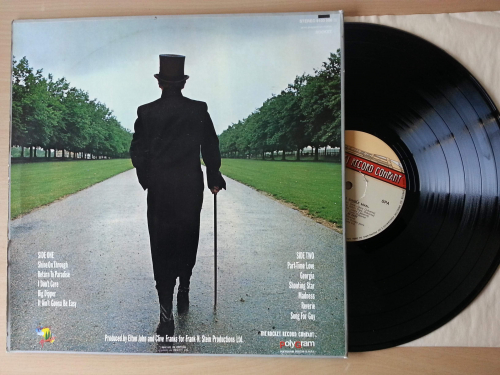 SIDE ONE
Shine On Through
Return To Paradise
I Don't Care
Big Dipper
It Ain't Gonna Be Easy
SIDE TWO
Part-Time Love
Georgia
Shooting Star
Madness
Reverie
Song For Guy
Produced by Elton John and Clive Franks for Frank N. Stein Productions Ltd.
THE ROCKET RECORD COMPANY
polygram
RECORD COMPANY